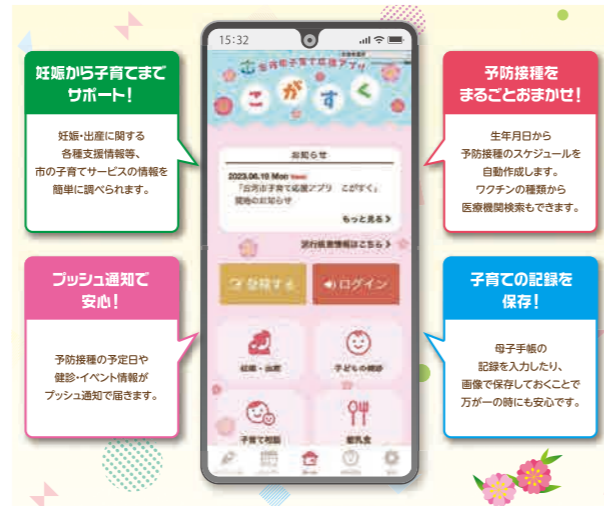 妊娠から子育てまで
サポート!
妊娠・出産に関する
各種支援情報等、
市の子育てサービスの情報を
簡単に調べられます。
プッシュ通知で
安心!
予防接種の予定日や
健診・イベント情報が
プッシュ通知で届きます。
15:32
古河市子育て応援アプリ
こがすく
お知らせ
2023.06.19 Mon
「古河市子育て応援アプリ こがすく」
開始のお知らせ
もっと見る
流行疾患情報はこちら
登録する
ログイン
妊娠・出産
子どもの健診
子育て相談
離乳食
予防接種を
まるごとおまかせ!
生年月日から
予防接種のスケジュールを
自動作成します。
ワクチンの種類から
医療機関検索もできます。
子育ての記録を
保存!
母子手帳の
記録を入力したり、
画像で保存しておくことで
万が一の時にも安心です。